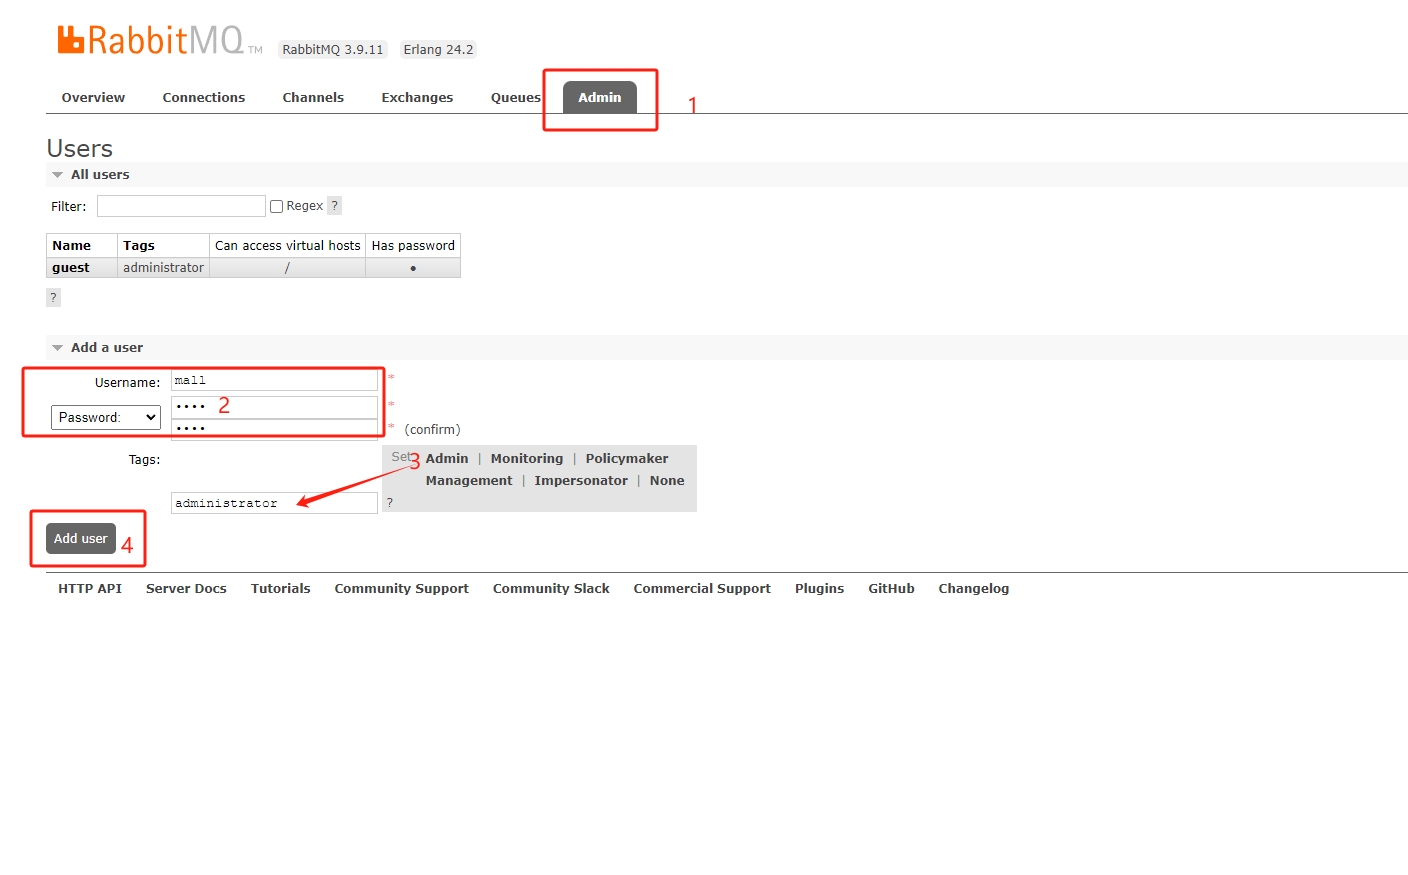 RabbitMQ TM RabbitMQ 3.9.11 Erlang 24.2
Overview Connections Channels Exchanges Queues Admin 1
Users
All users
Filter: Regex ?
Name Tags Can access virtual hosts Has password
guest administrator / •
?
Add a user
Username: mall *
•••• 2 *
Password:
•••• * (confirm)
Tags: Set 3 Admin | Monitoring | Policymaker
Management | Impersonator | None
administrator ?
Add user 4
HTTP API Server Docs Tutorials Community Support Community Slack Commercial Support Plugins GitHub Changelog